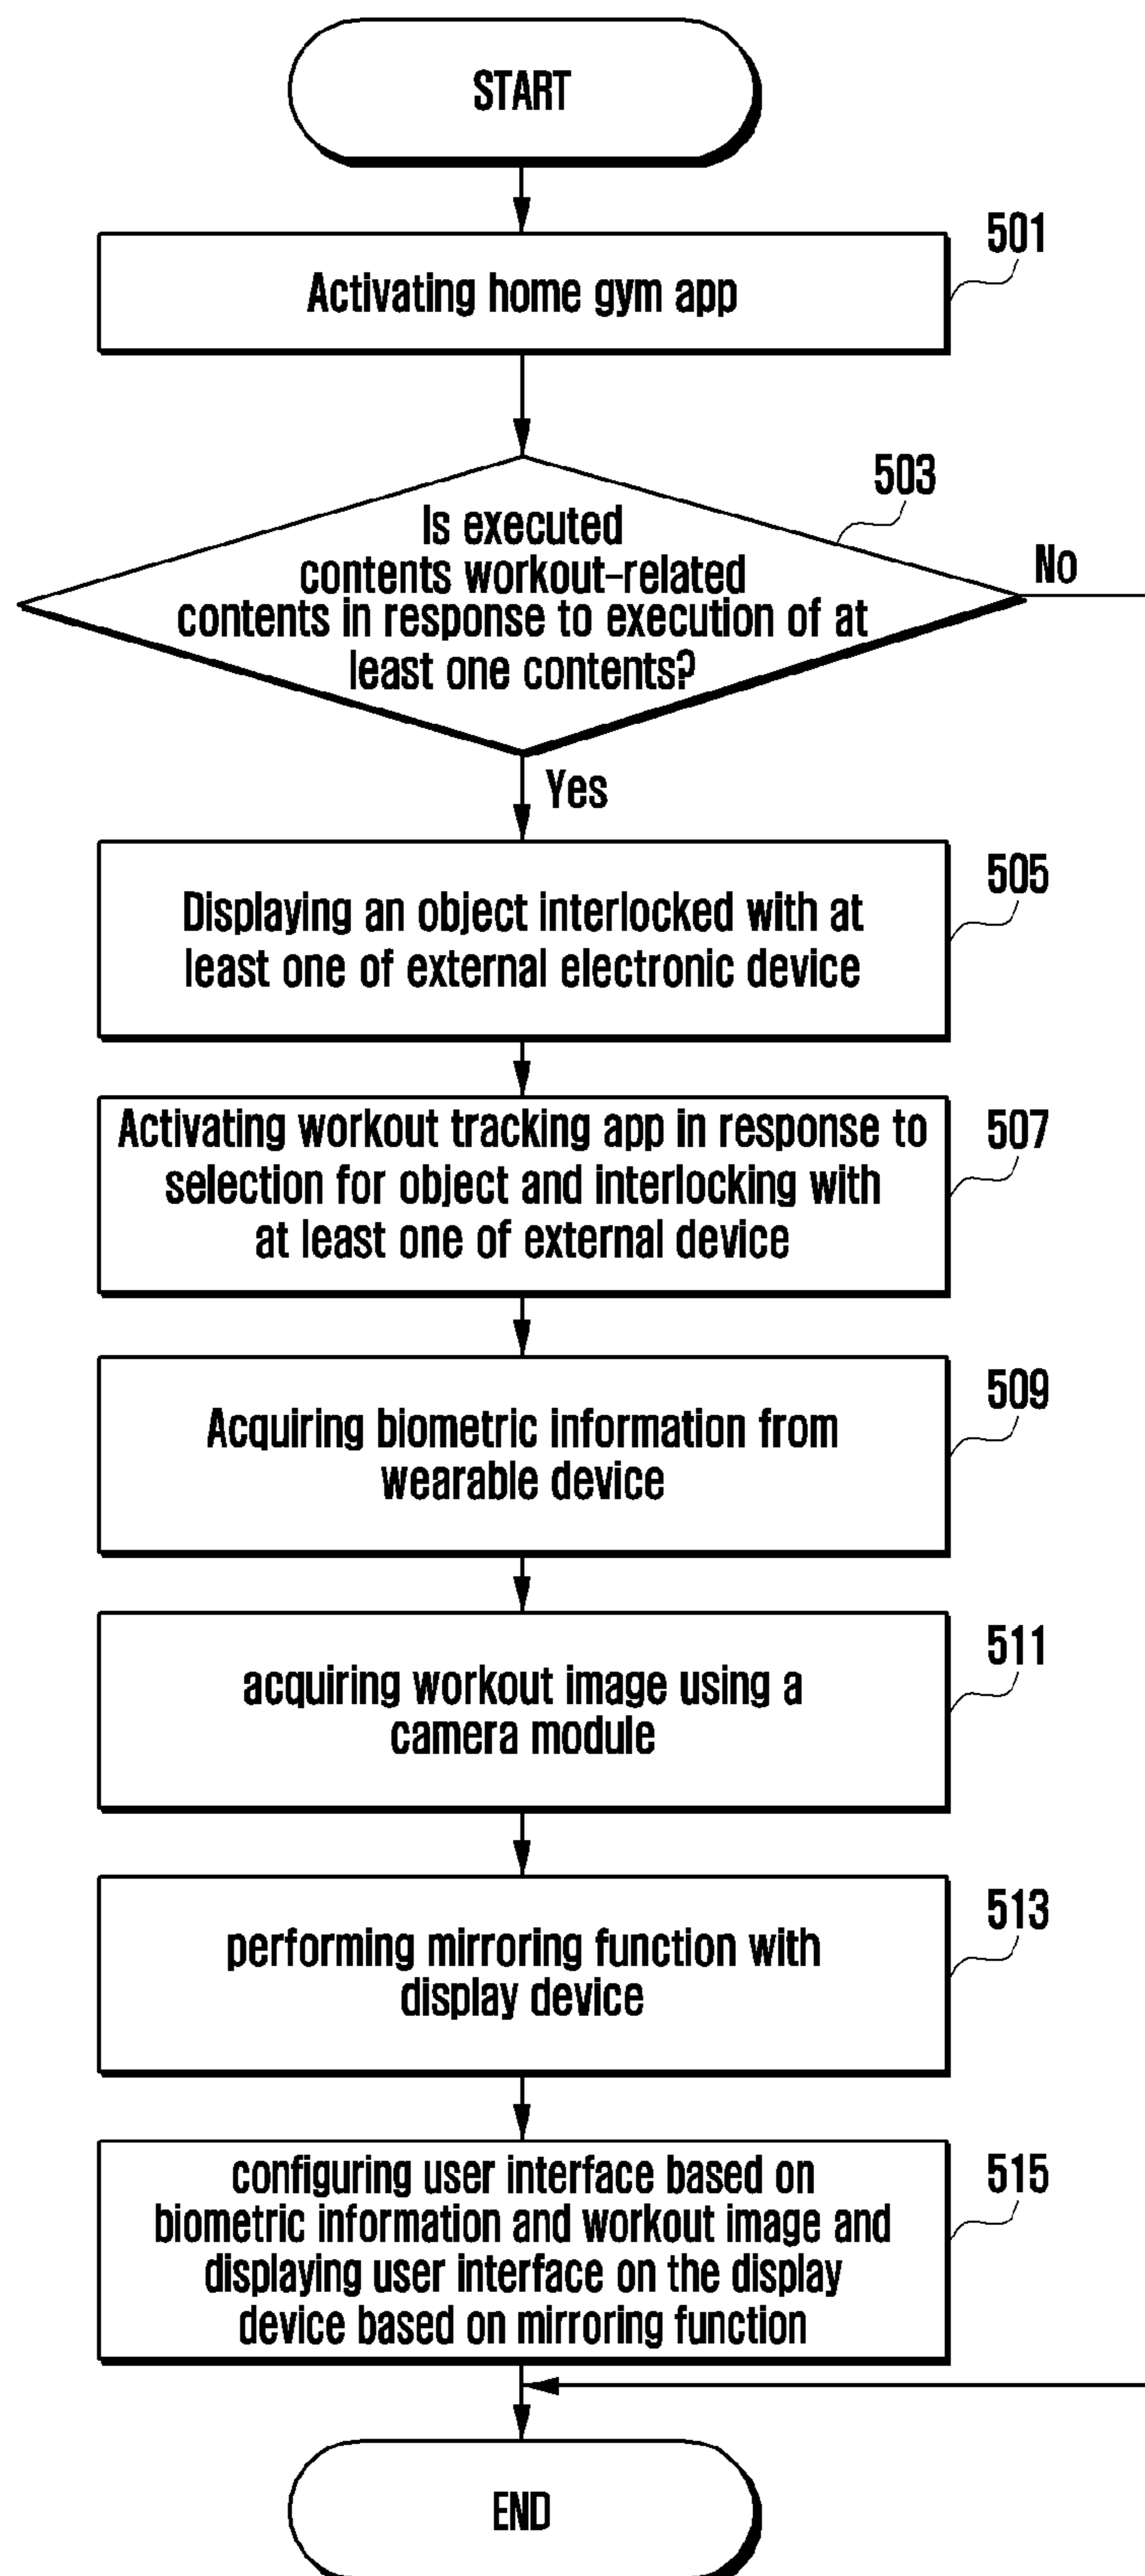 START
501
Activating home gym app
503
Is executed
contents workout-related
contents in response to execution of at
least one contents?
No
Yes
505
Displaying an object interlocked with at
least one of external electronic device
507
Activating workout tracking app in response to
selection for object and interlocking with
at least one of external device
509
Acquiring biometric information from
wearable device
511
acquiring workout image using a
camera module
513
performing mirroring function with
display device
515
configuring user interface based on
biometric information and workout image and
displaying user interface on the display
device based on mirroring function
END